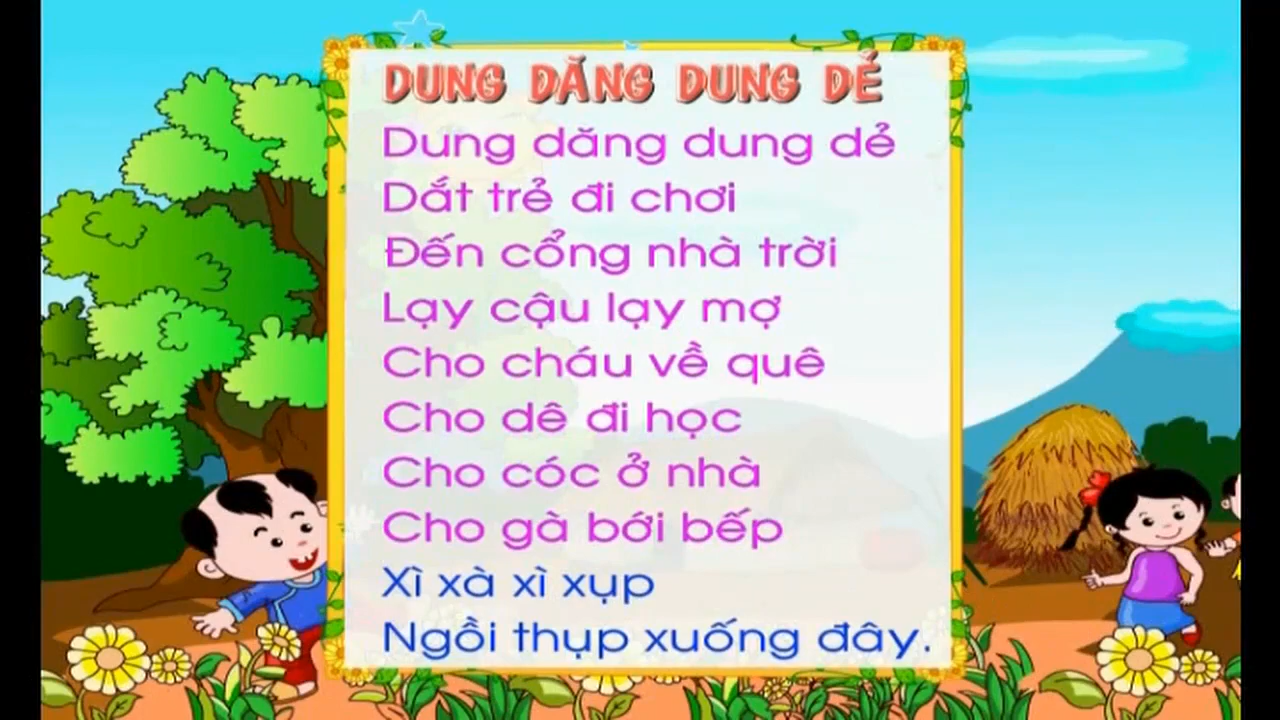 DUNG DĂNG DUNG DẺ
Dung dăng dung dẻ
Dắt trẻ đi chơi
Đến cổng nhà trời
Lạy cậu lạy mợ
Cho cháu về quê
Cho dê đi học
Cho cóc ở nhà
Cho gà bới bếp
Xì xà xì xụp
Ngồi thụp xuống đây.